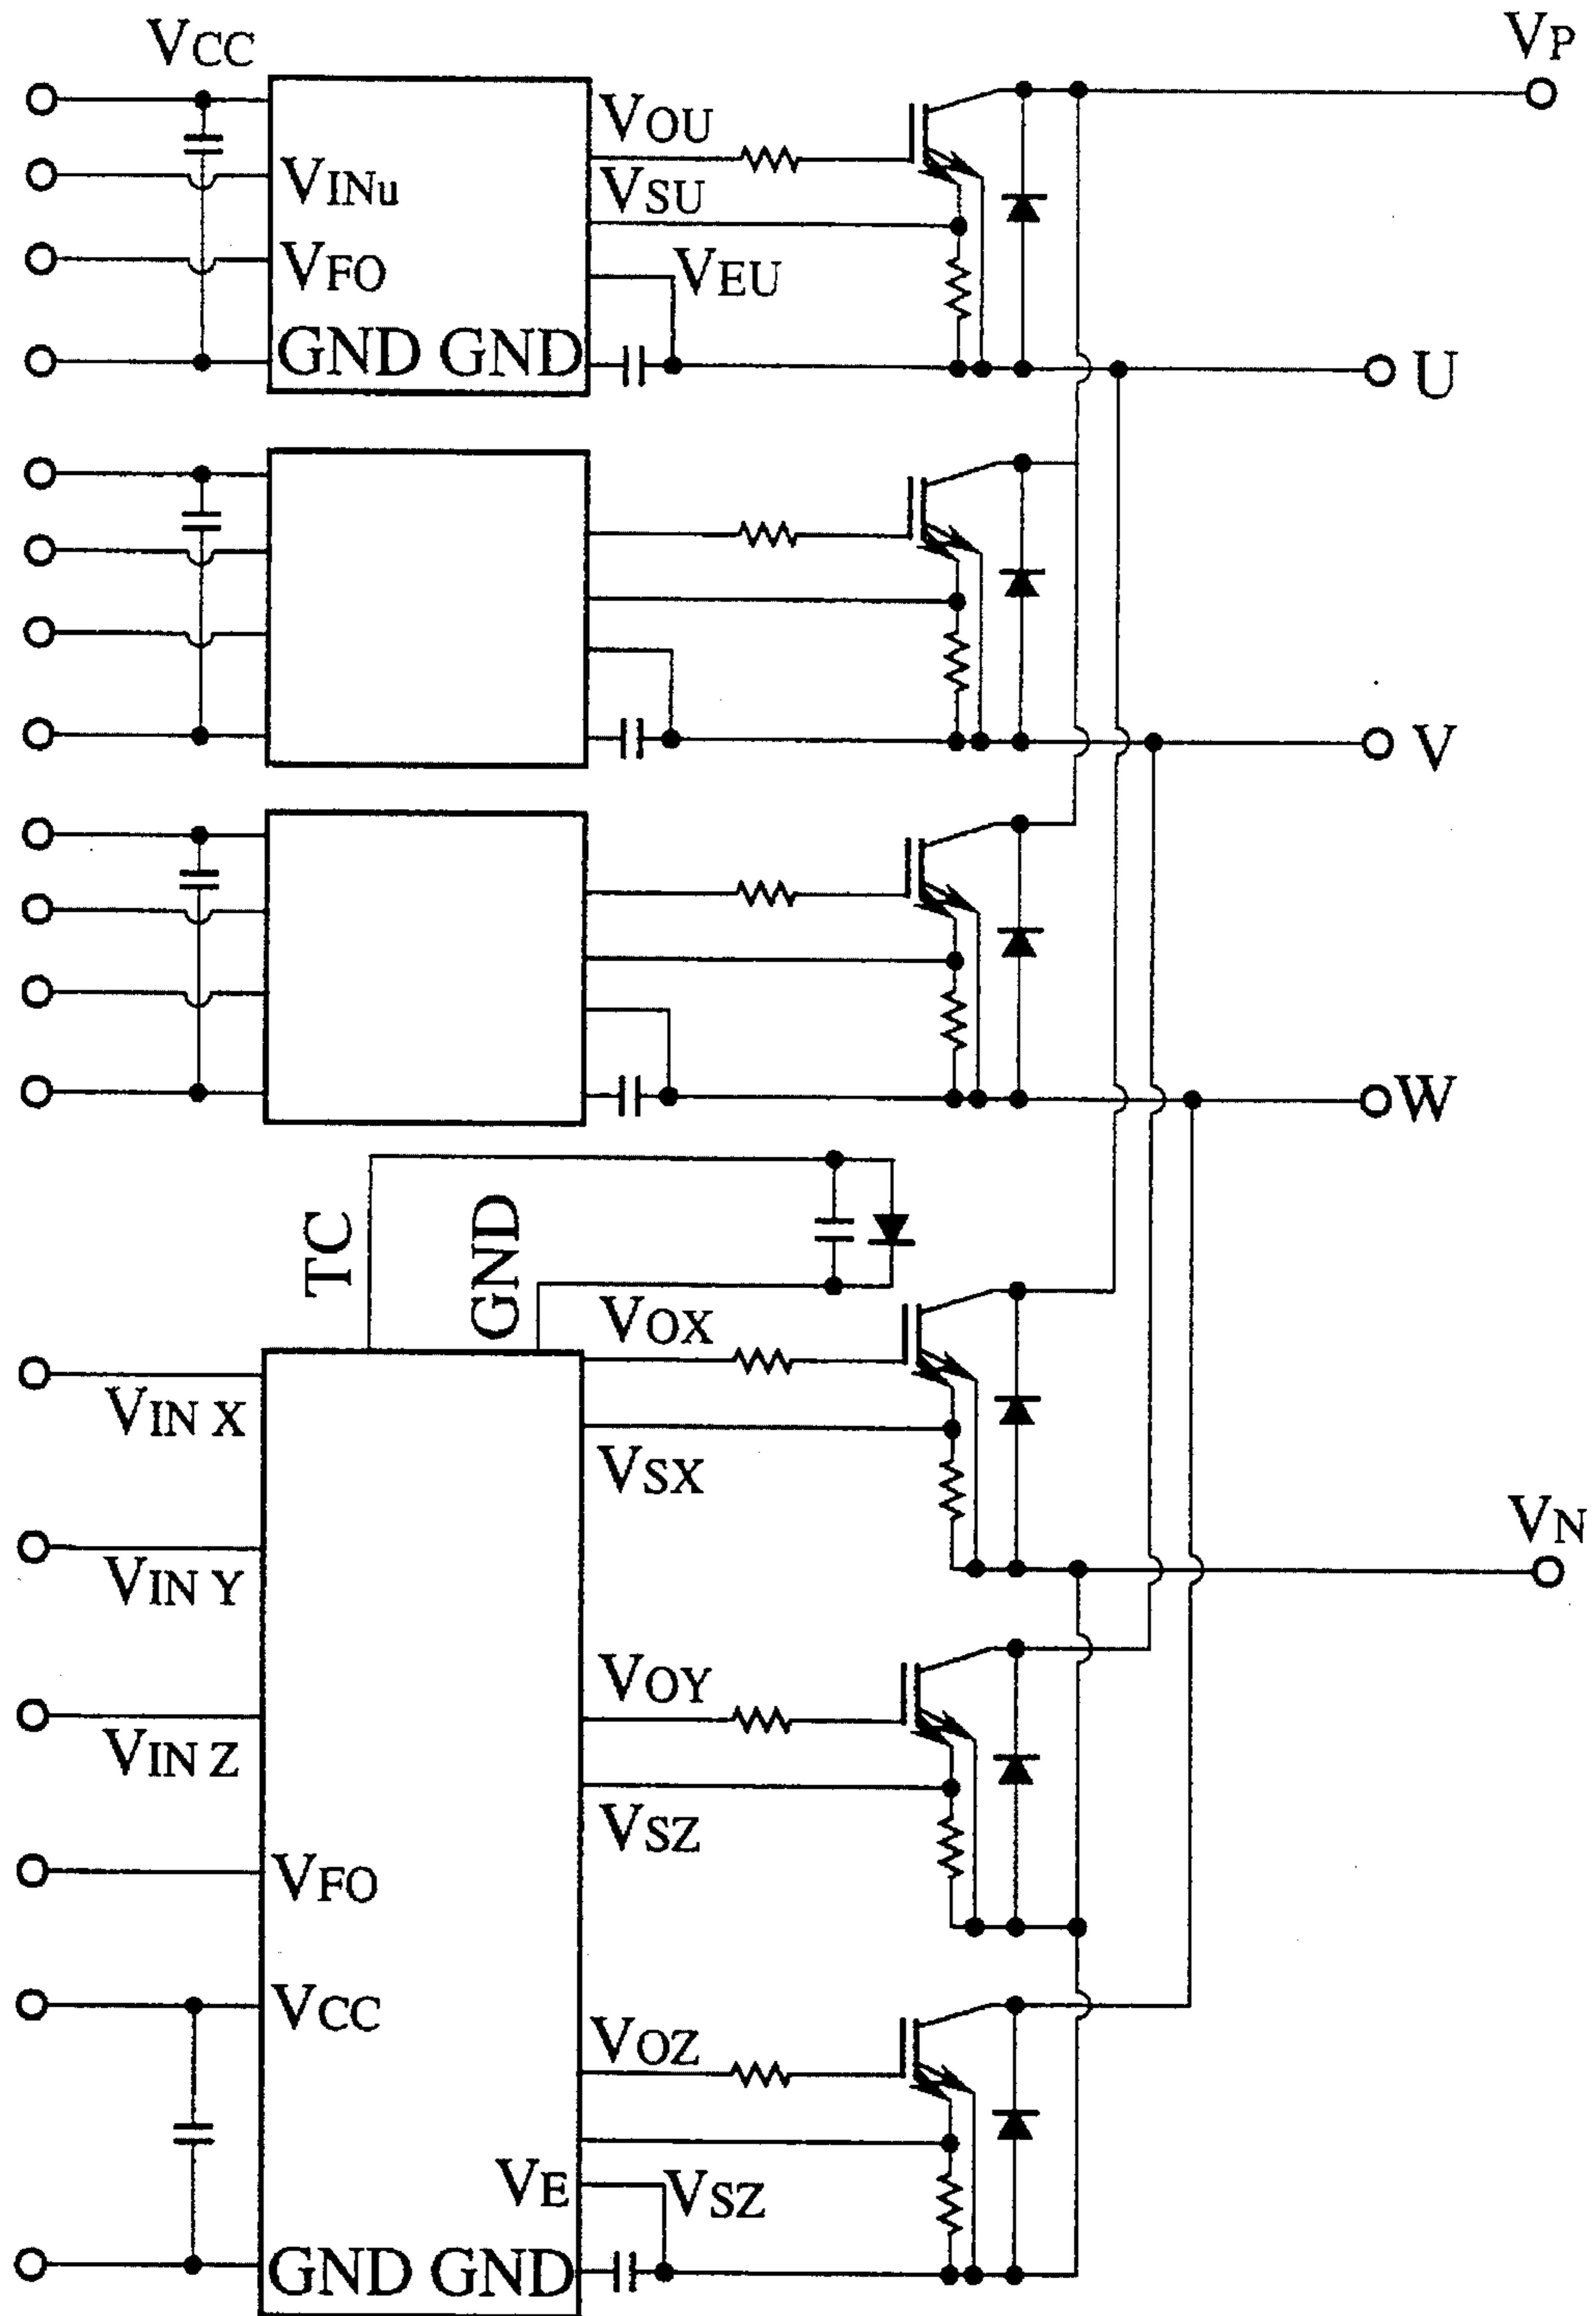 VCC
VP
VOU
VINu
VSU
VFO
VEU
GND GND
U
V
W
TC
GND
VOX
VIN X
VSX
VN
VIN Y
VOY
VIN Z
VSZ
VFO
VCC
VOZ
VE
VSZ
GND GND